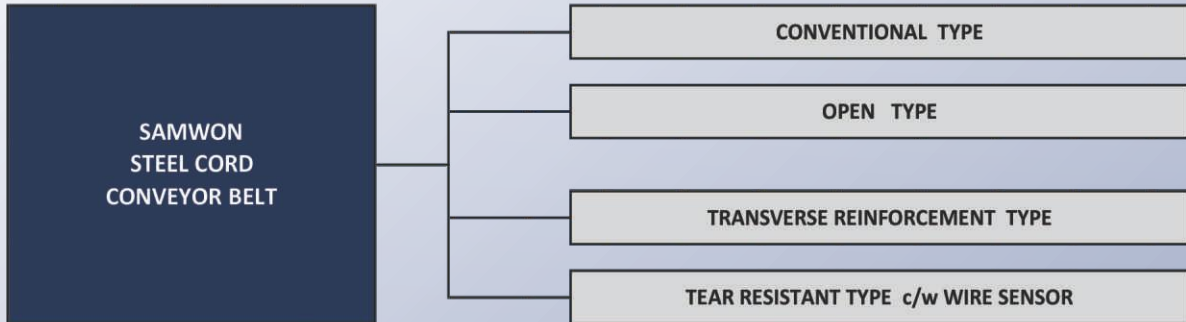 SAMWON
STEEL CORD
CONVEYOR BELT
CONVENTIONAL TYPE
OPEN TYPE
TRANSVERSE REINFORCEMENT TYPE
TEAR RESISTANT TYPE c/w WIRE SENSOR